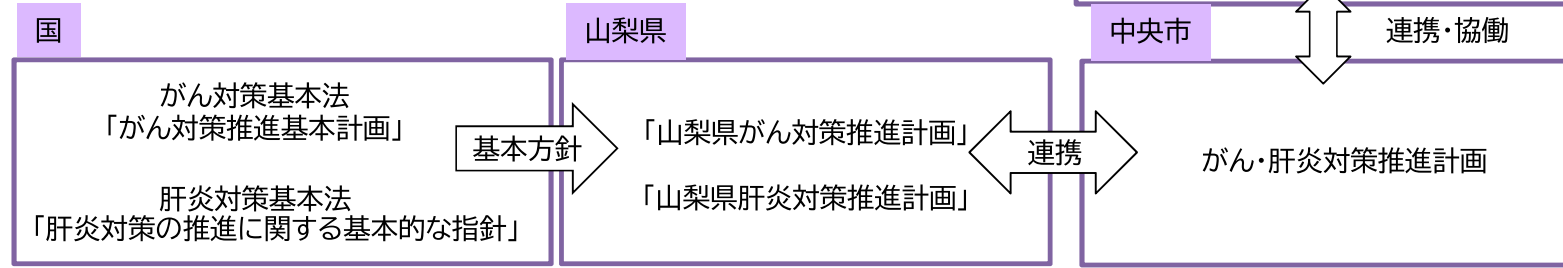 国
がん対策基本法
「がん対策推進基本計画」
肝炎対策基本法
「肝炎対策の推進に関する基本的な指針」
基本方針
山梨県
「山梨県がん対策推進計画」
「山梨県肝炎対策推進計画」
連携
中央市
連携・協働
がん・肝炎対策推進計画